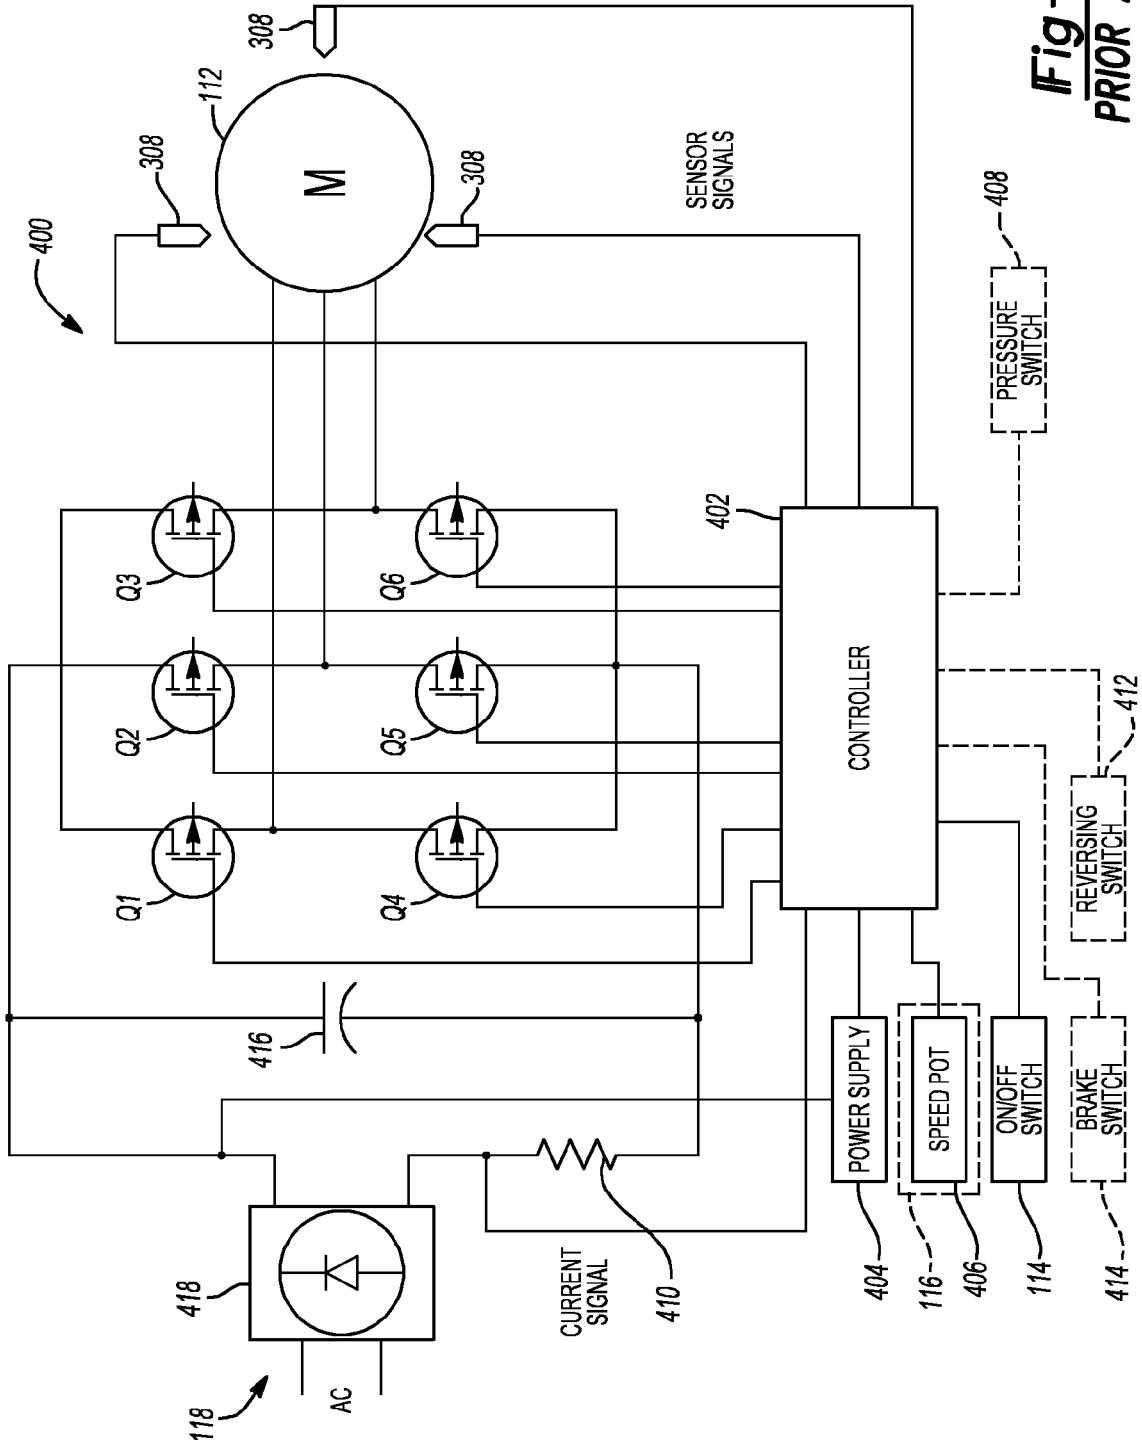 Fig-
PRIOR
400
308
308
112
M
308
SENSOR
SIGNALS
Q1
Q2
Q3
Q4
Q5
Q6
416
402
CONTROLLER
PRESSURE
SWITCH
408
REVERSING
SWITCH
412
118
AC
418
CURRENT
SIGNAL
410
POWER SUPPLY
404
SPEED POT
116
406
ON/OFF
SWITCH
114
BRAKE
SWITCH
414